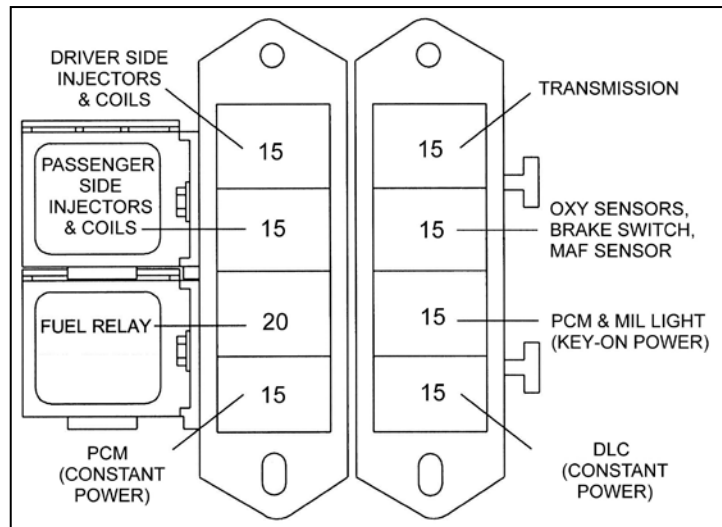 DRIVER SIDE
INJECTORS
& COILS
PASSENGER
SIDE
INJECTORS
& COILS
FUEL RELAY
PCM
(CONSTANT
POWER)
15
15
20
15
15
15
15
15
TRANSMISSION
OXY SENSORS,
BRAKE SWITCH,
MAF SENSOR
PCM & MIL LIGHT
(KEY-ON POWER)
DLC
(CONSTANT
POWER)